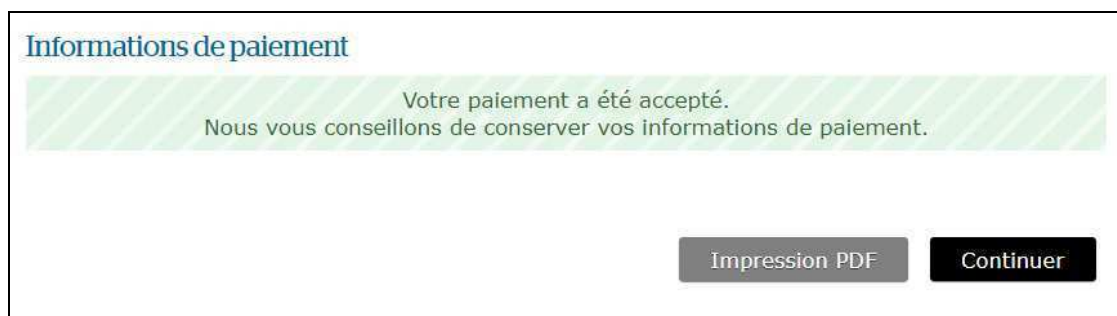 Informations de paiement
Votre paiement a été accepté.
Nous vous conseillons de conserver vos informations de paiement.
Impression PDF
Continuer